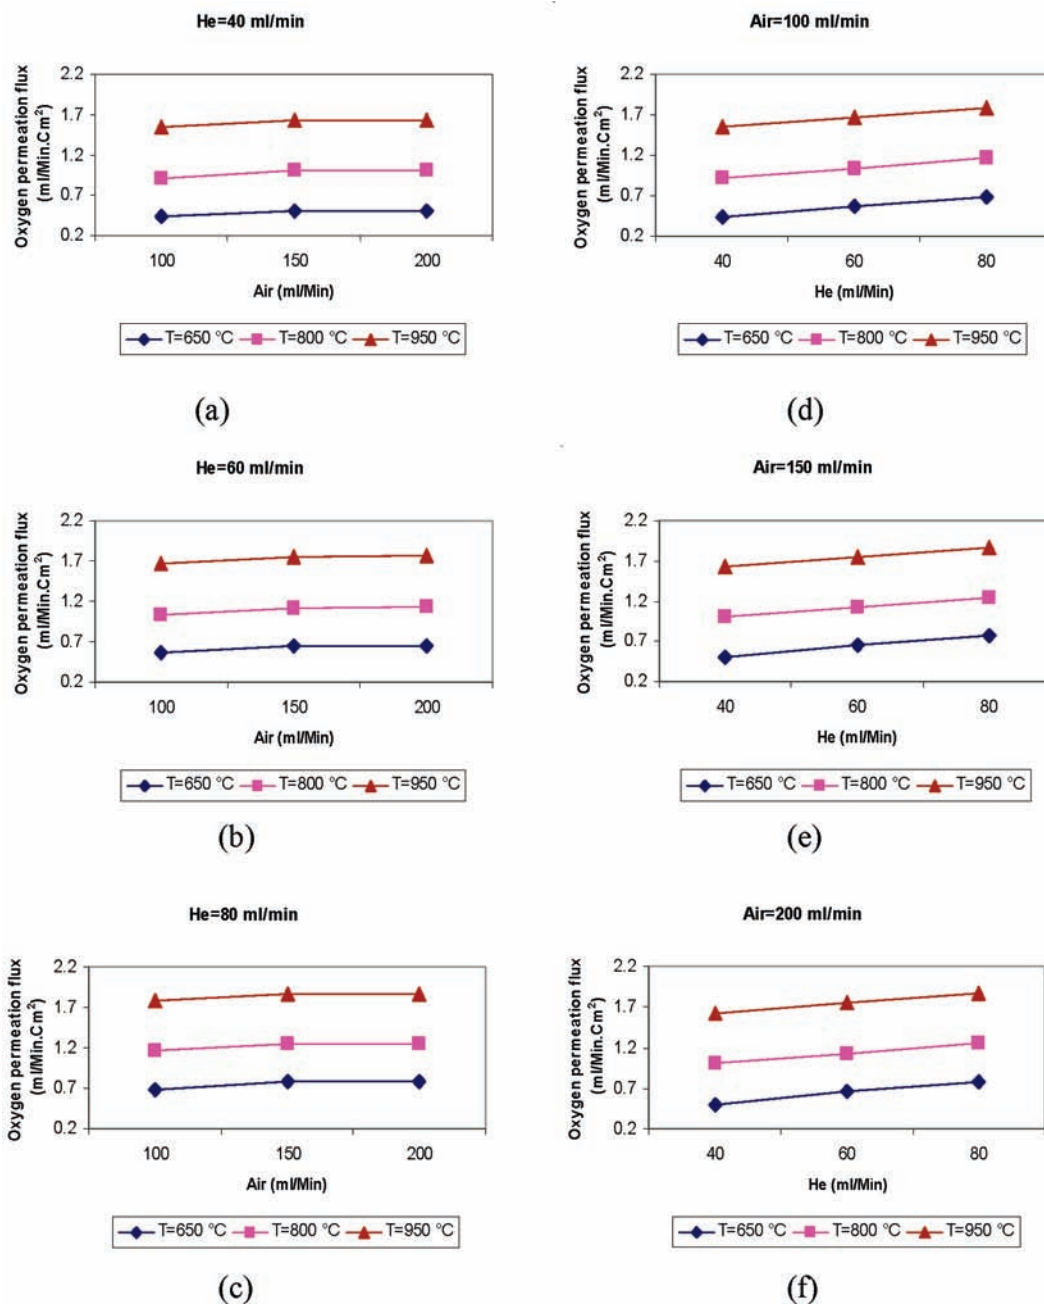 He=40 ml/min
Oxygen permeation flux
(ml/Min.Cm²)
2.2
1.7
1.2
0.7
0.2
100 150 200
Air (ml/Min)
T=650 °C T=800 °C T=950 °C
(a)
Air=100 ml/min
Oxygen permeation flux
(ml/Min.Cm²)
2.2
1.7
1.2
0.7
0.2
40 60 80
He (ml/Min)
T=650 °C T=800 °C T=950 °C
(d)
He=60 ml/min
Oxygen permeation flux
(ml/Min.Cm²)
2.2
1.7
1.2
0.7
0.2
100 150 200
Air (ml/Min)
T=650 °C T=800 °C T=950 °C
(b)
Air=150 ml/min
Oxygen permeation flux
(ml/Min.Cm²)
2.2
1.7
1.2
0.7
0.2
40 60 80
He (ml/Min)
T=650 °C T=800 °C T=950 °C
(e)
He=80 ml/min
Oxygen permeation flux
(ml/Min.Cm²)
2.2
1.7
1.2
0.7
0.2
100 150 200
Air (ml/Min)
T=650 °C T=800 °C T=950 °C
(c)
Air=200 ml/min
Oxygen permeation flux
(ml/Min.Cm²)
2.2
1.7
1.2
0.7
0.2
40 60 80
He (ml/Min)
T=650 °C T=800 °C T=950 °C
(f)